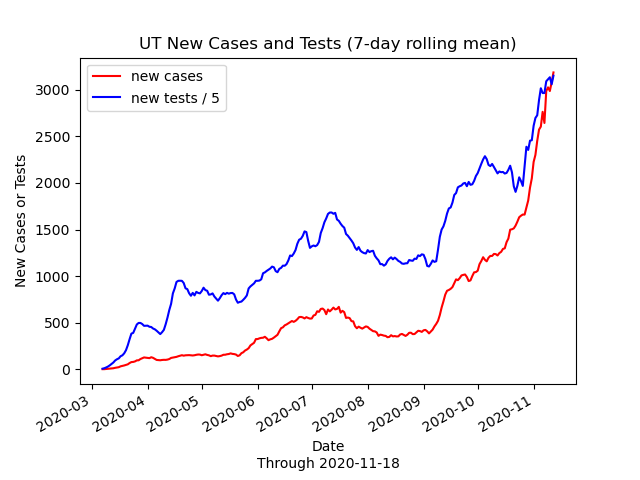 UT New Cases and Tests (7-day rolling mean)
new cases
new tests / 5
New Cases or Tests
3000
2500
2000
1500
1000
500
0
2020-03
2020-04
2020-05
2020-06
2020-07
2020-08
2020-09
2020-10
2020-11
Date
Through 2020-11-18